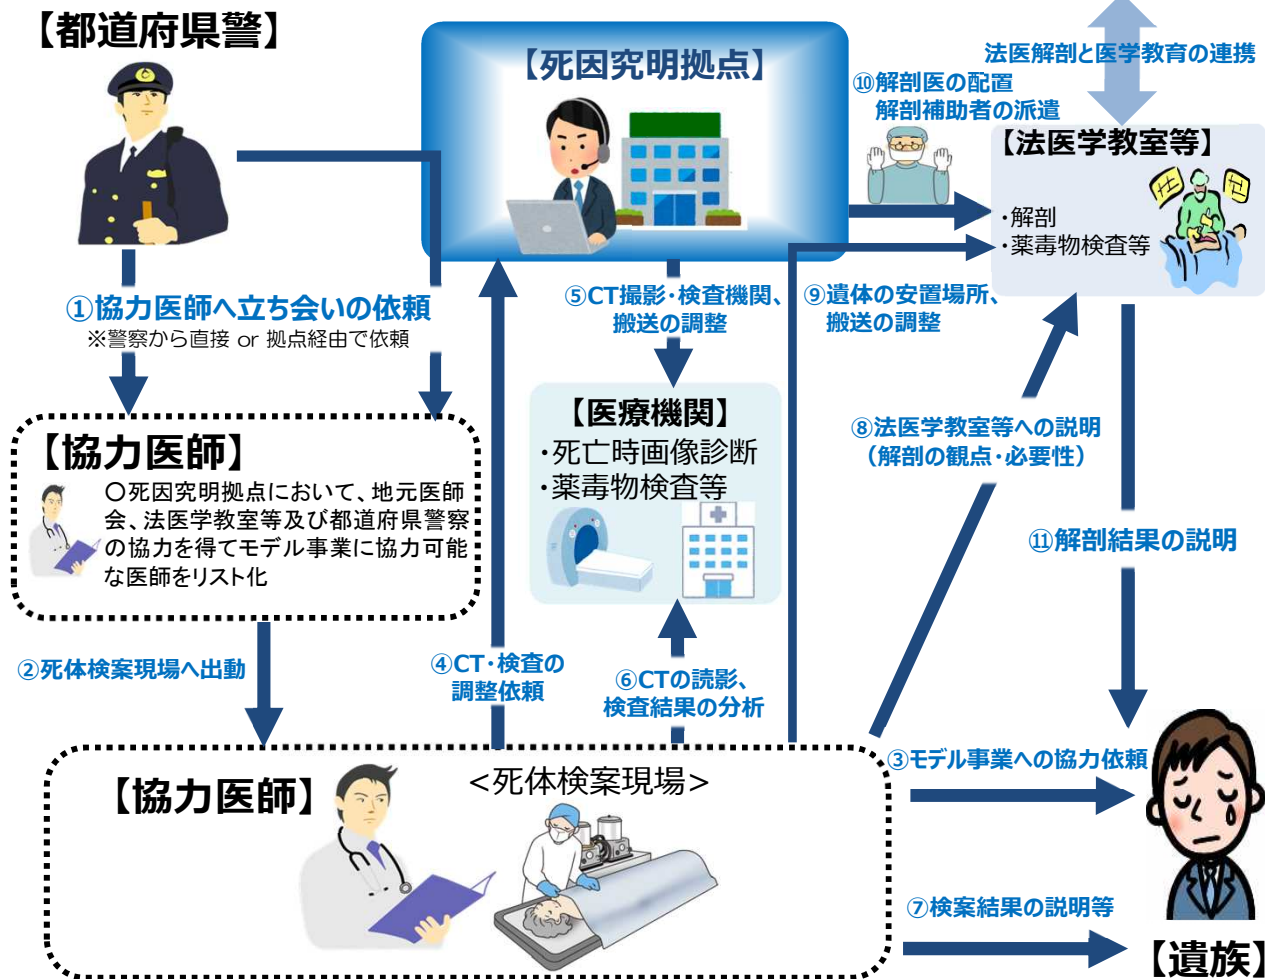 【都道府県警】
【死因究明拠点】
法医解剖と医学教育の連携
⑩解剖医の配置
解剖補助者の派遣
【法医学教室等】
・解剖
・薬毒物検査等
①協力医師へ立ち会いの依頼
※警察から直接 or 拠点経由で依頼
⑤CT撮影・検査機関、
搬送の調整
⑨遺体の安置場所、
搬送の調整
【医療機関】
・死亡時画像診断
・薬毒物検査等
【協力医師】
〇死因究明拠点において、地元医師
会、法医学教室等及び都道府県警察
の協力を得てモデル事業に協力可能
な医師をリスト化
⑧法医学教室等への説明
（解剖の観点・必要性）
⑪解剖結果の説明
②死体検案現場へ出動
④CT・検査の
調整依頼
⑥CTの読影、
検査結果の分析
③モデル事業への協力依頼
【協力医師】
<死体検案現場>
⑦検案結果の説明等
【遺族】